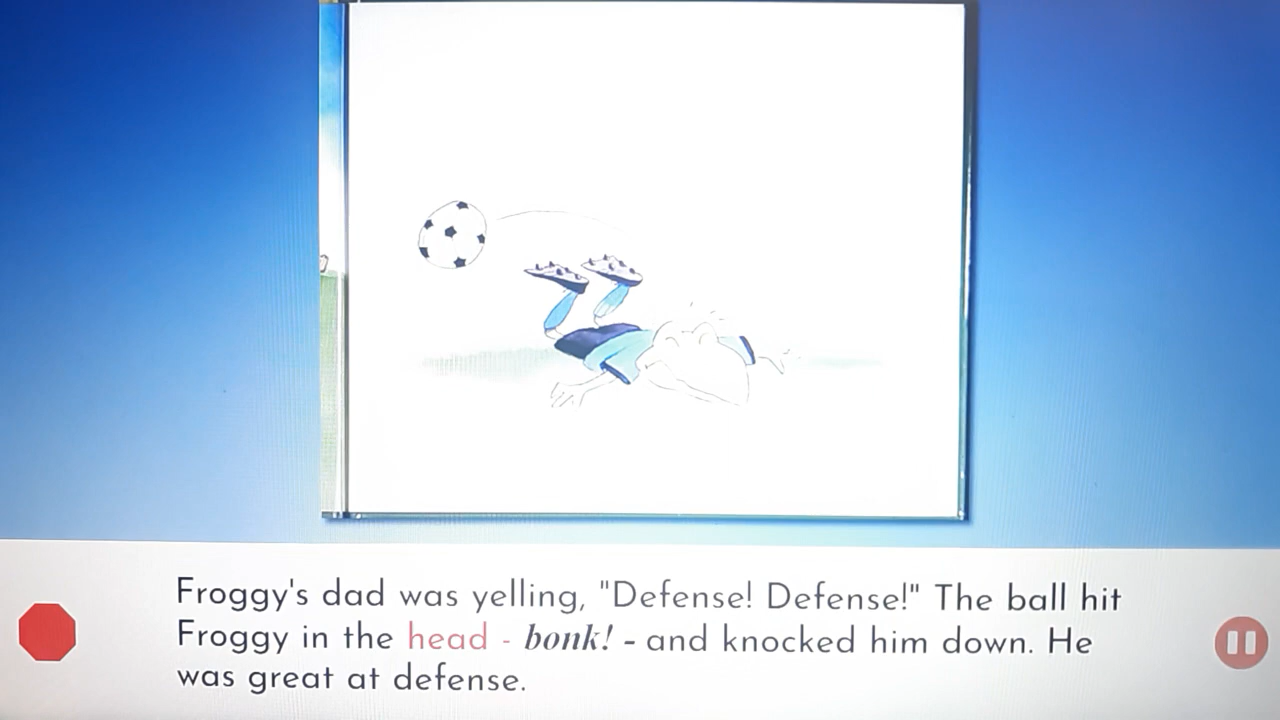 Froggy's dad was yelling, "Defense! Defense!" The ball hit
Froggy in the head - bonk! - and knocked him down. He
was great at defense.